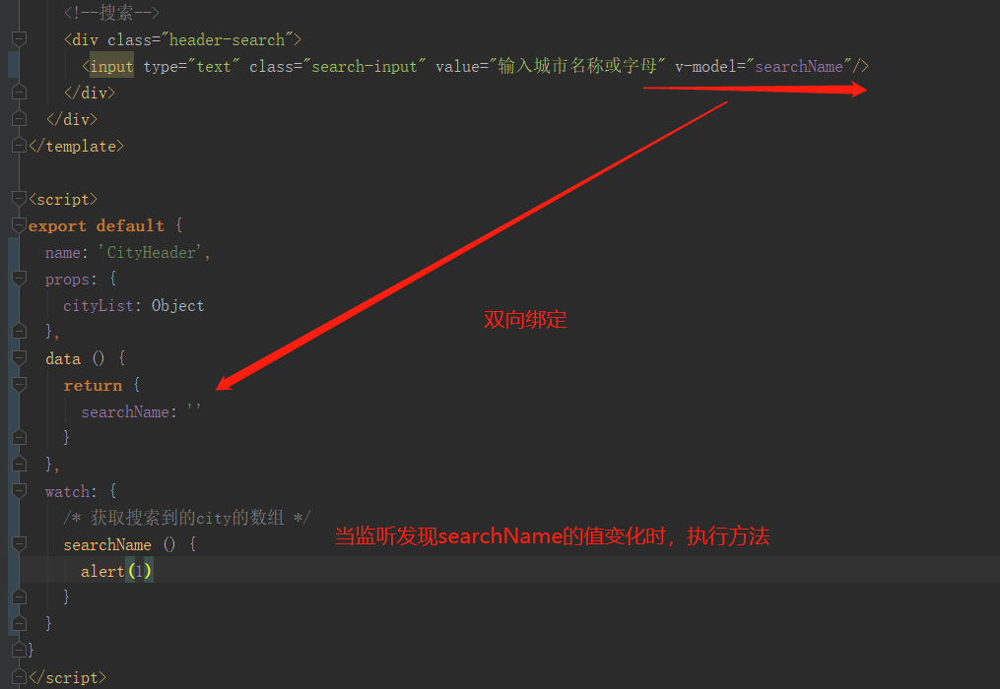 <!--搜索-->
<div class="header-search">
<input type="text" class="search-input" value="输入城市名称或字母" v-model="searchName"/>
</div>
</div>
</template>
<script>
export default {
name: 'CityHeader',
props: {
cityList: Object
},
data () {
return {
searchName: ''
}
},
watch: {
/* 获取搜索到的city的数组 */
searchName () {
alert(1)
}
}
}
</script>
双向绑定
当监听发现searchName的值变化时，执行方法